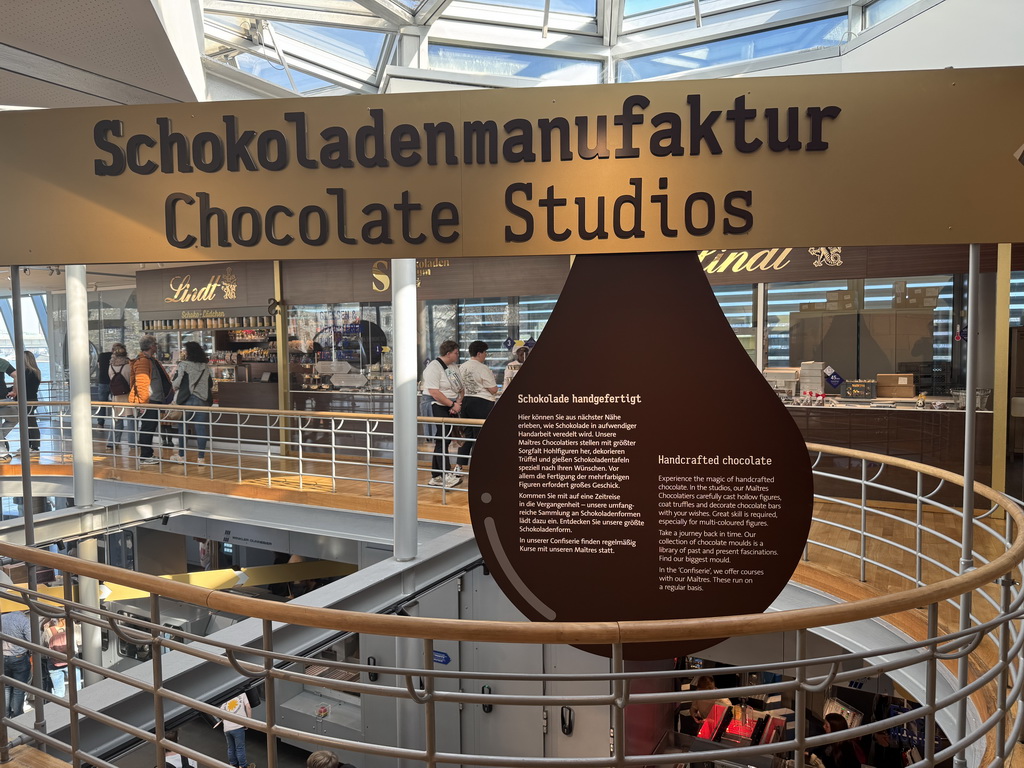 Schokoladenmanufaktur
Chocolate Studios
Lindt
Schoko-Lädchen
Lindt
Schokolade handgefertigt
Hier können Sie aus nächster Nähe
erleben, wie Schokolade in aufwendiger
Handarbeit veredelt wird. Unsere
Maîtres Chocolatiers stellen mit größter
Sorgfalt Hohlfiguren her, dekorieren
Trüffel und gießen Schokoladentafeln
speziell nach Ihren Wünschen. Vor
allem die Fertigung der mehrfarbigen
Figuren erfordert großes Geschick.
Kommen Sie mit auf eine Zeitreise
in die Vergangenheit – unsere umfang-
reiche Sammlung an Schokoladenformen
lädt dazu ein. Entdecken Sie unsere größte
Schokoladenform.
In unserer Confiserie finden regelmäßig
Kurse mit unseren Maîtres statt.
Handcrafted chocolate
Experience the magic of handcrafted
chocolate. In the studios, our Maîtres
Chocolatiers carefully cast hollow figures,
coat truffles and decorate chocolate bars
with your wishes. Great skill is required,
especially for multi-coloured figures.
Take a journey back in time. Our
collection of chocolate moulds is a
library of past and present fascinations.
Find our biggest mould.
In the 'Confiserie', we offer courses
with our Maîtres. These run on
a regular basis.